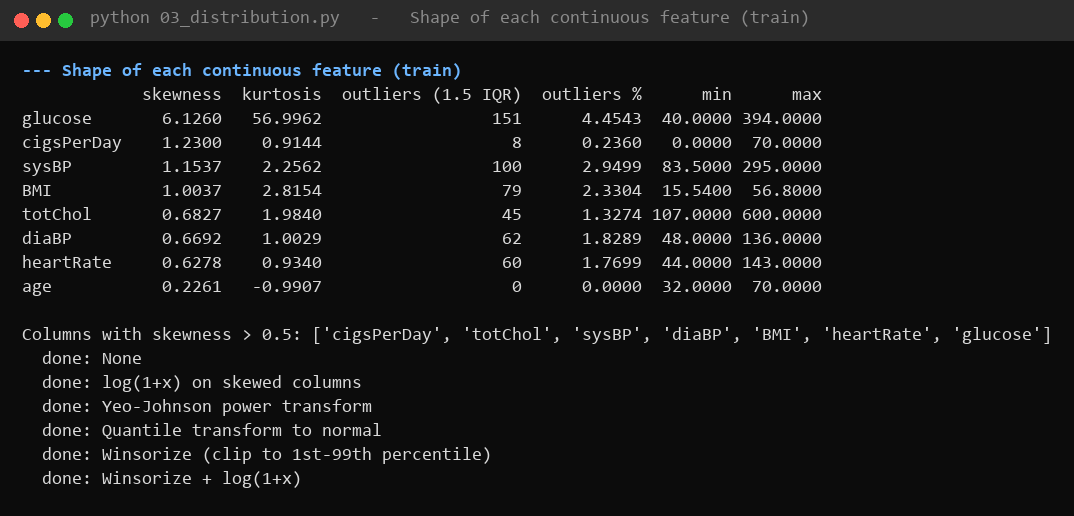 python 03_distribution.py   -   Shape of each continuous feature (train)
--- Shape of each continuous feature (train)
            skewness  kurtosis  outliers (1.5 IQR)  outliers %      min      max
glucose       6.1260   56.9962                 151      4.4543  40.0000 394.0000
cigsPerDay    1.2300    0.9144                   8      0.2360   0.0000  70.0000
sysBP         1.1537    2.2562                 100      2.9499  83.5000 295.0000
BMI           1.0037    2.8154                  79      2.3304  15.5400  56.8000
totChol       0.6827    1.9840                  45      1.3274 107.0000 600.0000
diaBP         0.6692    1.0029                  62      1.8289  48.0000 136.0000
heartRate     0.6278    0.9340                  60      1.7699  44.0000 143.0000
age           0.2261   -0.9907                   0      0.0000  32.0000  70.0000
Columns with skewness > 0.5: ['cigsPerDay', 'totChol', 'sysBP', 'diaBP', 'BMI', 'heartRate', 'glucose']
  done: None
  done: log(1+x) on skewed columns
  done: Yeo-Johnson power transform
  done: Quantile transform to normal
  done: Winsorize (clip to 1st-99th percentile)
  done: Winsorize + log(1+x)